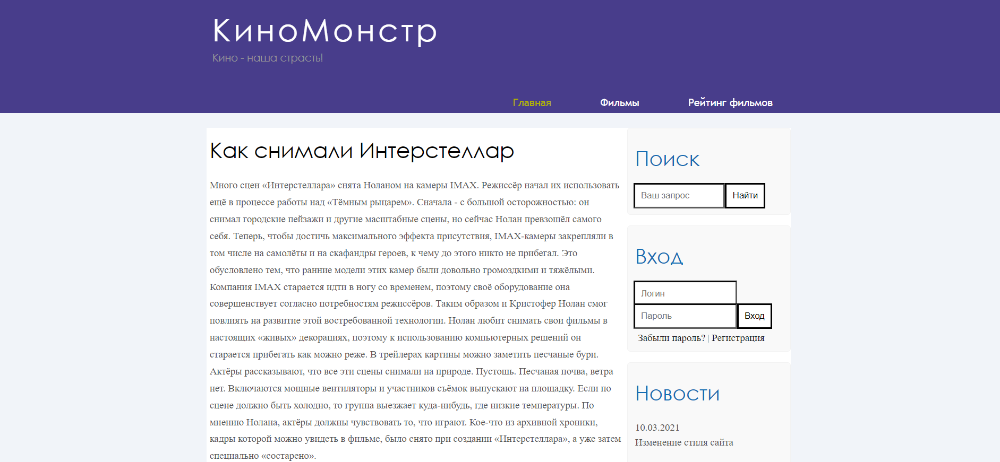 КиноМонстр
Кино - наша страсть!
Главная
Фильмы
Рейтинг фильмов
Как снимали Интерстеллар
Много сцен «Интерстеллара» снята Ноланом на камеры IMAX. Режиссёр начал их использовать
ещё в процессе работы над «Тёмным рыцарем». Сначала - с большой осторожностью: он
снимал городские пейзажи и другие масштабные сцены, но сейчас Нолан превзошёл самого
себя. Теперь, чтобы достичь максимального эффекта присутствия, IMAX-камеры закрепляли в
том числе на самолёты и на скафандры героев, к чему до этого никто не прибегал. Это
обусловлено тем, что ранние модели этих камер были довольно громоздкими и тяжёлыми.
Компания IMAX старается идти в ногу со временем, поэтому своё оборудование она
совершенствует согласно потребностям режиссёров. Таким образом и Кристофер Нолан смог
повлиять на развитие этой востребованной технологии. Нолан любит снимать свои фильмы в
настоящих «живых» декорациях, поэтому к использованию компьютерных решений он
старается прибегать как можно реже. В трейлерах картины можно заметить песчаные бури.
Актёры рассказывают, что все эти сцены снимали на природе. Пустошь. Песчаная почва, ветра
нет. Включаются мощные вентиляторы и участников съёмок выпускают на площадку. Если по
сцене должно быть холодно, то группа выезжает куда-нибудь, где низкие температуры. По
мнению Нолана, актёры должны чувствовать то, что играют. Кое-что из архивной хроники,
кадры которой можно увидеть в фильме, было снято при создании «Интерстеллара», а уже затем
специально «состарено».
Поиск
Ваш запрос
Найти
Вход
Логин
Пароль
Вход
Забыли пароль? | Регистрация
Новости
10.03.2021
Изменение стиля сайта